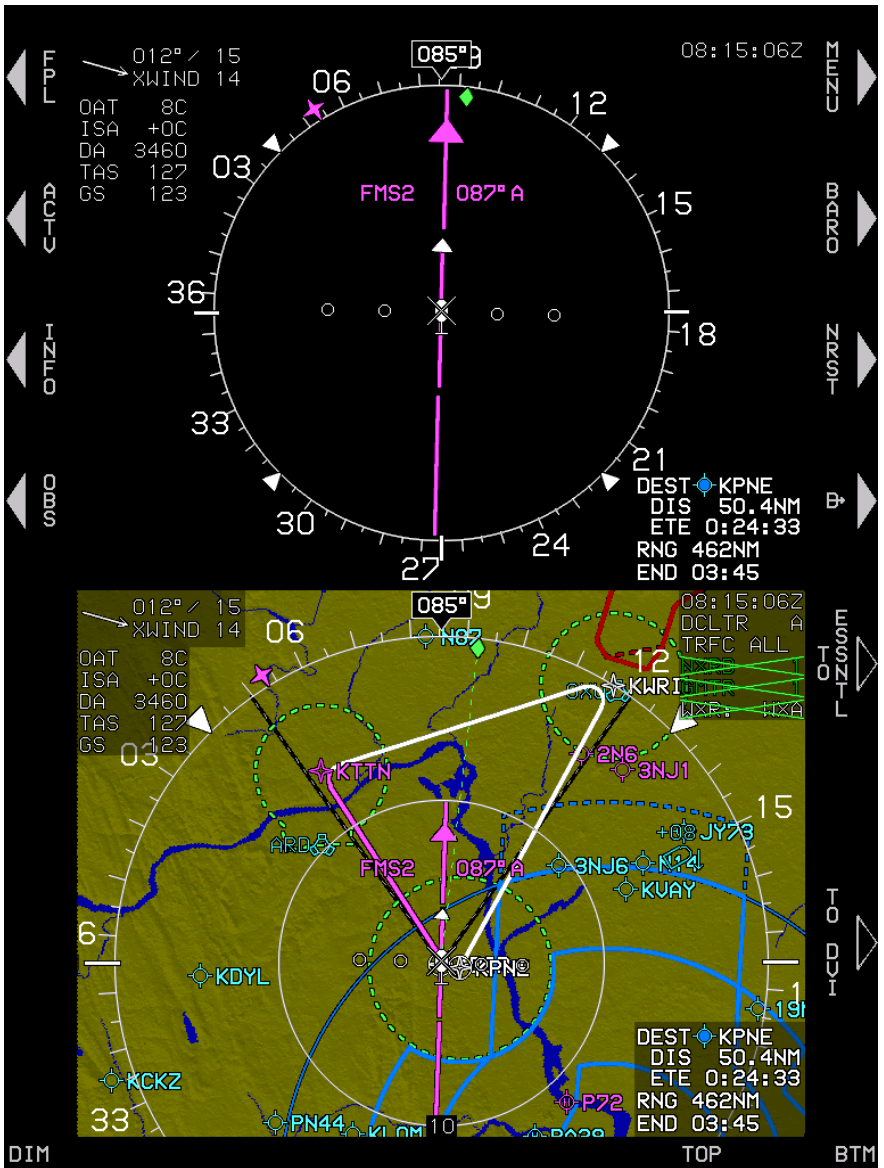 FPL
ACTV
INFO
OBS
MENU
BARO
NRST
012°/ 15
XWIND 14
OAT 8C
ISA +0C
DA 3460
TAS 127
GS 123
085°
08:15:06Z
06
12
03
15
36
18
33
21
30
24
27
FMS2 087°A
DEST KPNE
DIS 50.4NM
ETE 0:24:33
RNG 462NM
END 03:45
012°/ 15
XWIND 14
OAT 8C
ISA +0C
DA 3460
TAS 127
GS 123
085°
08:15:06Z
DCLTR A
TRFC ALL
WXR: WXA
ESSNTL
TO
TO DVI
06
N87
12
KWRI
03
KTTN
2N6
3NJ1
15
ARD
+08 JY73
FMS2 087°A
3NJ6
N14
KVAY
6
KPNE
KDYL
KCKZ
33
PN44
P72
10
DEST KPNE
DIS 50.4NM
ETE 0:24:33
RNG 462NM
END 03:45
DIM
TOP
BTM